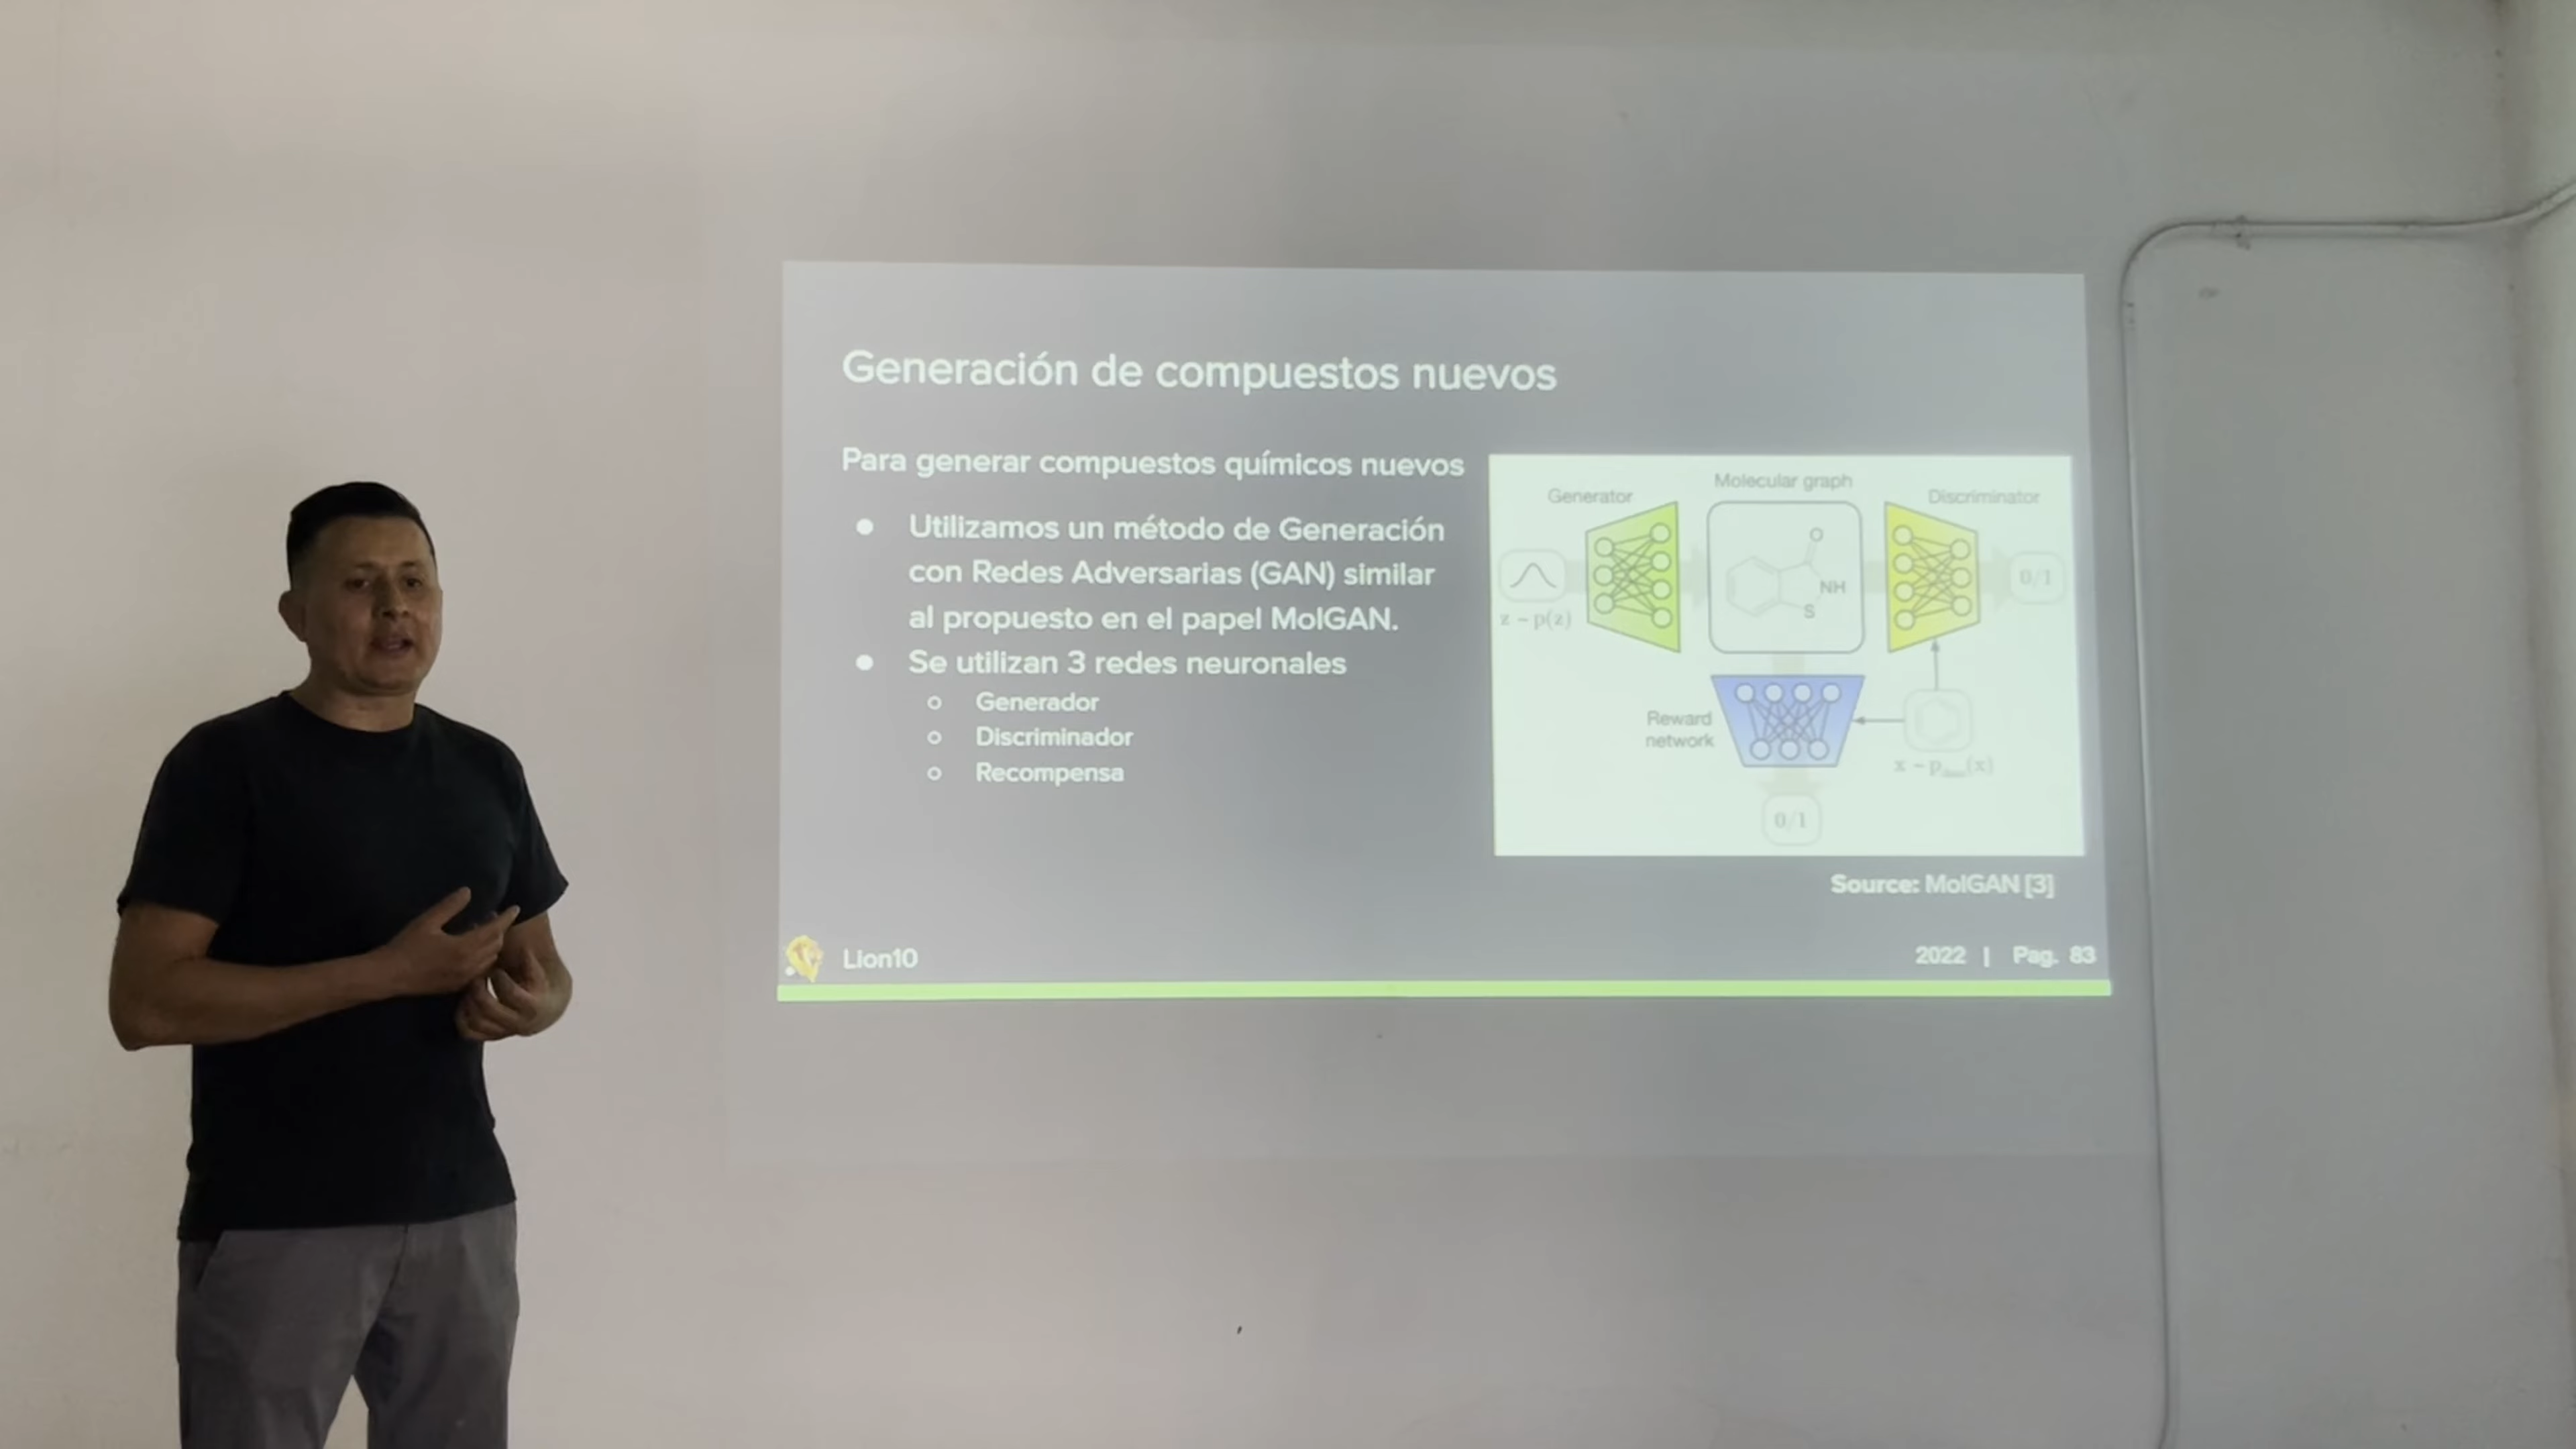 Generación de compuestos nuevos
Para generar compuestos químicos nuevos
● Utilizamos un método de Generación
con Redes Adversarias (GAN) similar
al propuesto en el papel MolGAN.
● Se utilizan 3 redes neuronales
○ Generador
○ Discriminador
○ Recompensa
Generator
Molecular graph
Discriminator
O
NH
S
z ~ p(z)
0/1
Reward
network
0/1
Source: MolGAN [3]
Lion10
2022 | Pag. 83